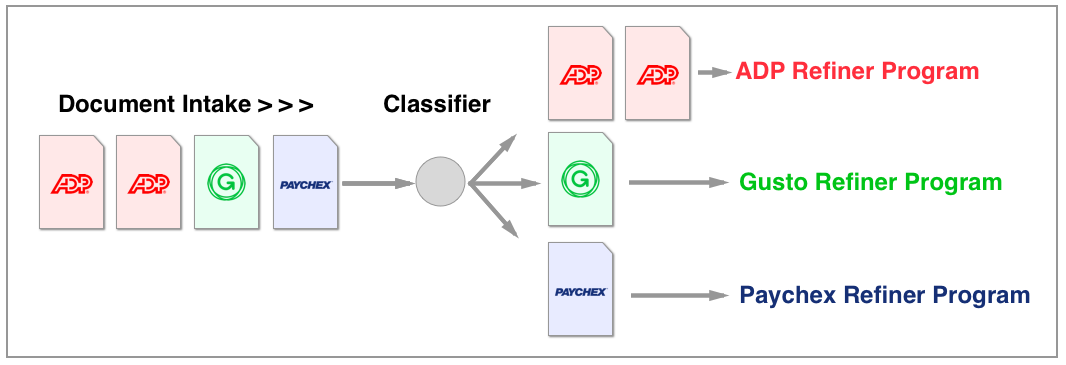 Document Intake > > >
Classifier
ADP
ADP
G
PAYCHEX
ADP
ADP
ADP Refiner Program
G
Gusto Refiner Program
PAYCHEX
Paychex Refiner Program